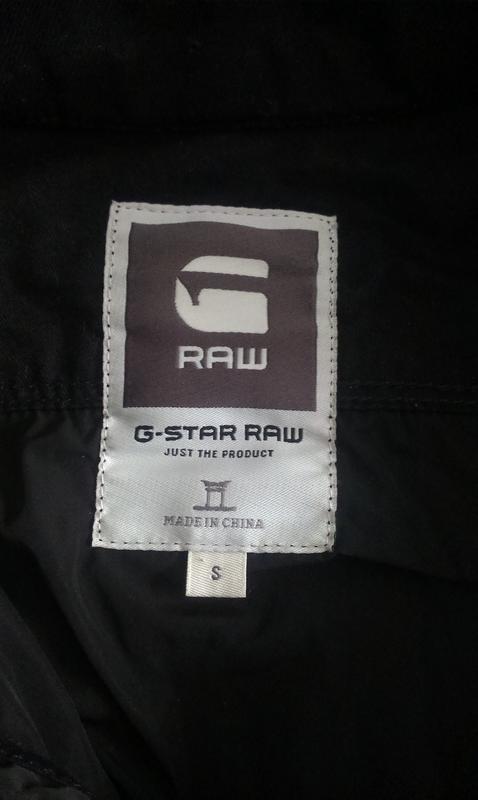 RAW
G-STAR RAW
JUST THE PRODUCT
MADE IN CHINA
S